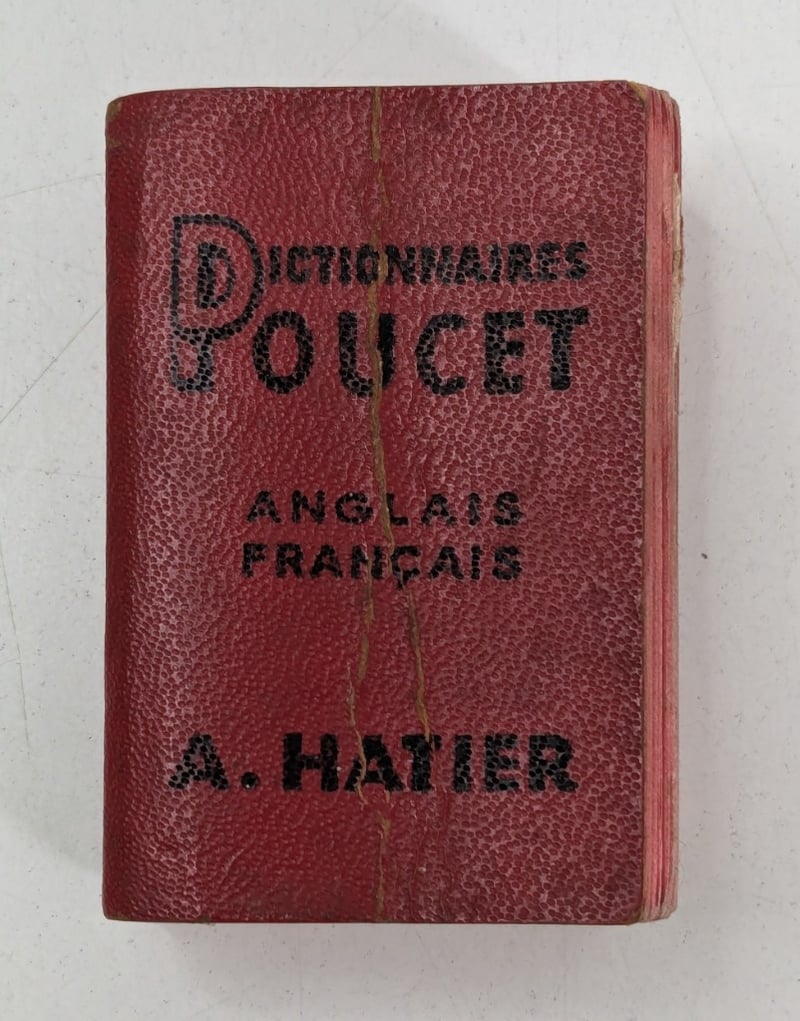 DICTIONNAIRES
POUCET
ANGLAIS
FRANÇAIS
A. HATIER